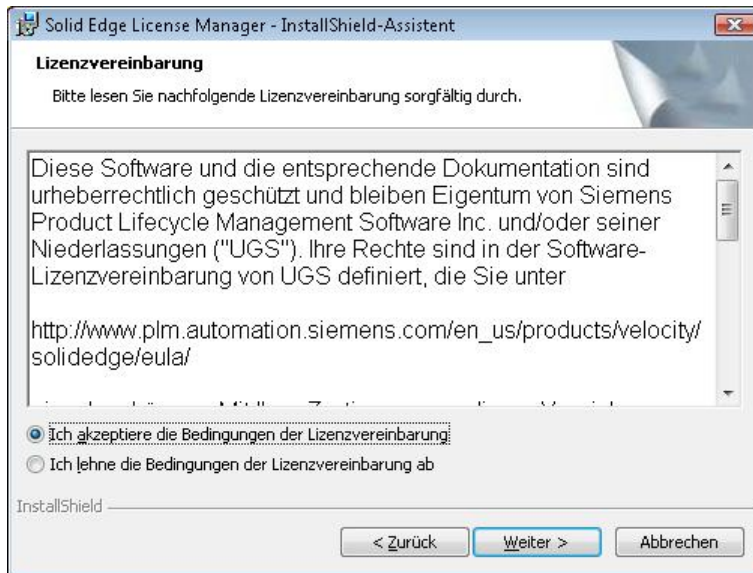 Solid Edge License Manager - InstallShield-Assistent
Lizenzvereinbarung
Bitte lesen Sie nachfolgende Lizenzvereinbarung sorgfältig durch.
Diese Software und die entsprechende Dokumentation sind
urheberrechtlich geschützt und bleiben Eigentum von Siemens
Product Lifecycle Management Software Inc. und/oder seiner
Niederlassungen ("UGS"). Ihre Rechte sind in der Software-
Lizenzvereinbarung von UGS definiert, die Sie unter
http://www.plm.automation.siemens.com/en_us/products/velocity/
solidedge/eula/
Ich akzeptiere die Bedingungen der Lizenzvereinbarung
Ich lehne die Bedingungen der Lizenzvereinbarung ab
InstallShield
< Zurück
Weiter >
Abbrechen